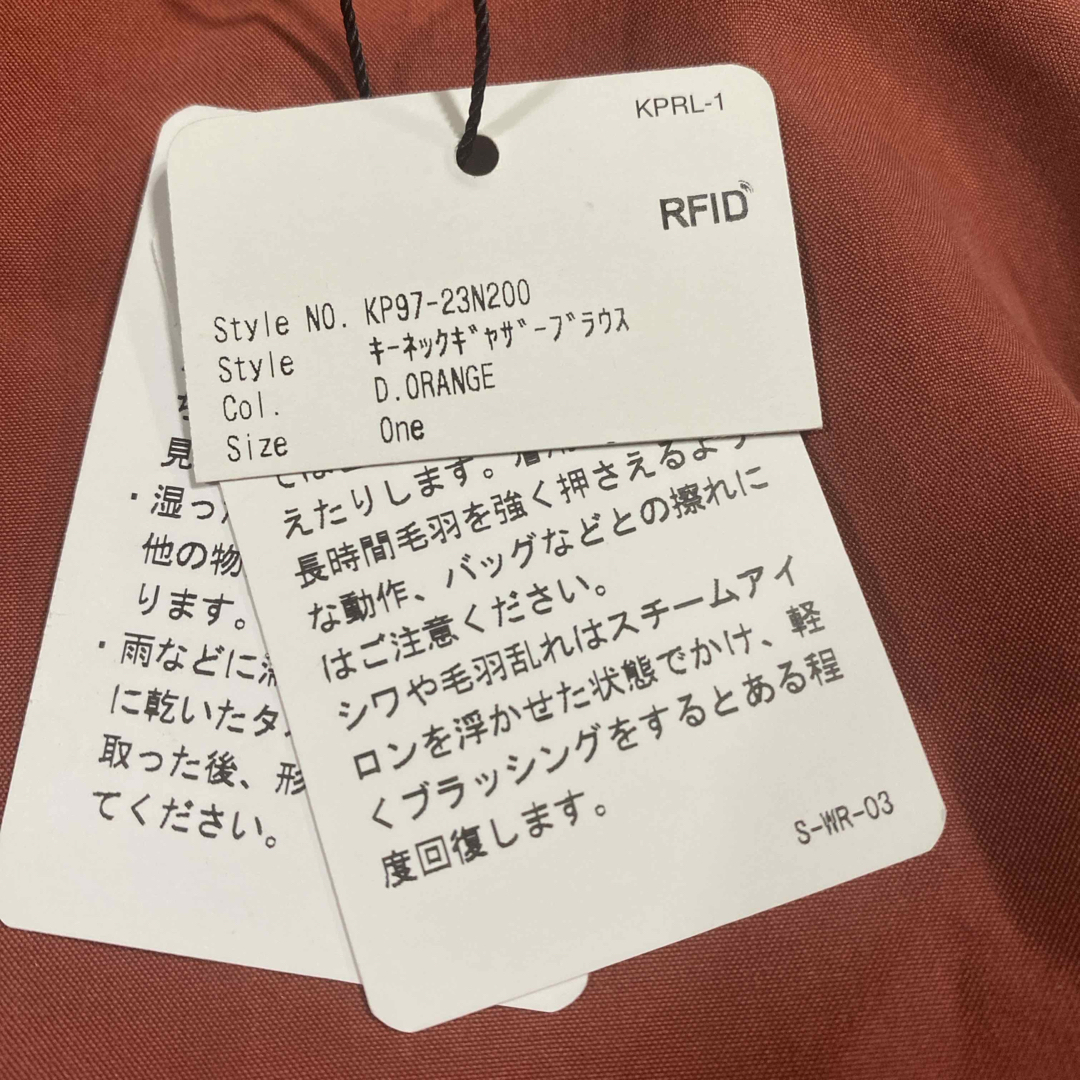 KPRL-1
RFID
Style NO. KP97-23N200
Style キーネックギャザーブラウス
Col. D.ORANGE
Size One
えたりします。
長時間毛羽を強く押さえるよう
な動作、バッグなどとの擦れに
はご注意ください。
シワや毛羽乱れはスチームアイ
ロンを浮かせた状態でかけ、軽
くブラッシングをするとある程
度回復します。
S-WR-03
見
・湿っ
他の物
ります。
・雨などに
に乾いたタ
取った後、形
てください。